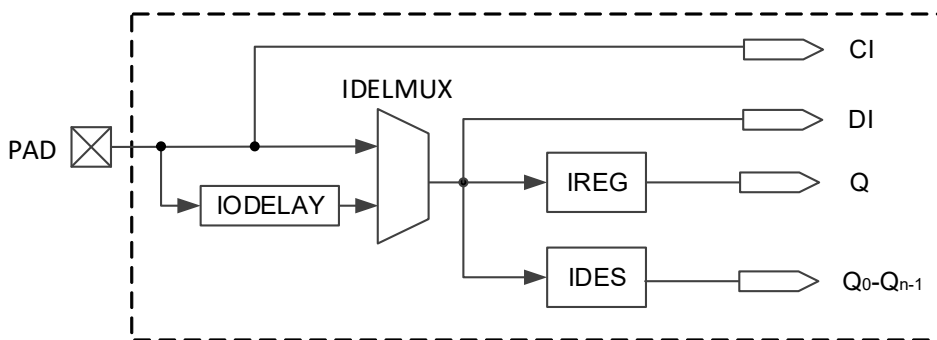 CI
IDELMUX
DI
PAD
IREG
Q
IODELAY
IDES
Q0-Qn-1